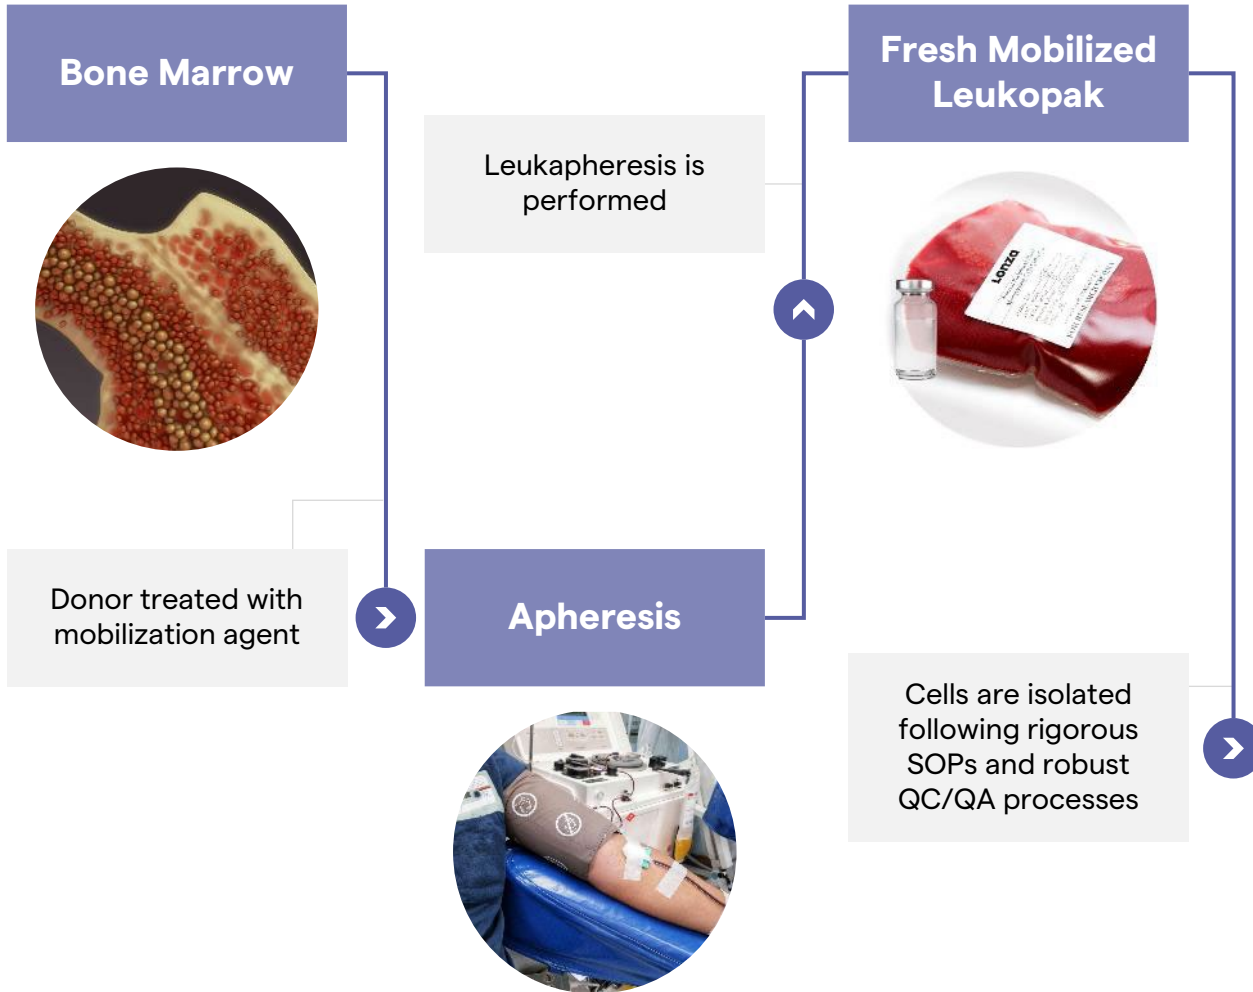 Bone Marrow
Donor treated with
mobilization agent
Apheresis
Leukapheresis is
performed
Fresh Mobilized
Leukopak
Lonza
Cells are isolated
following rigorous
SOPs and robust
QC/QA processes